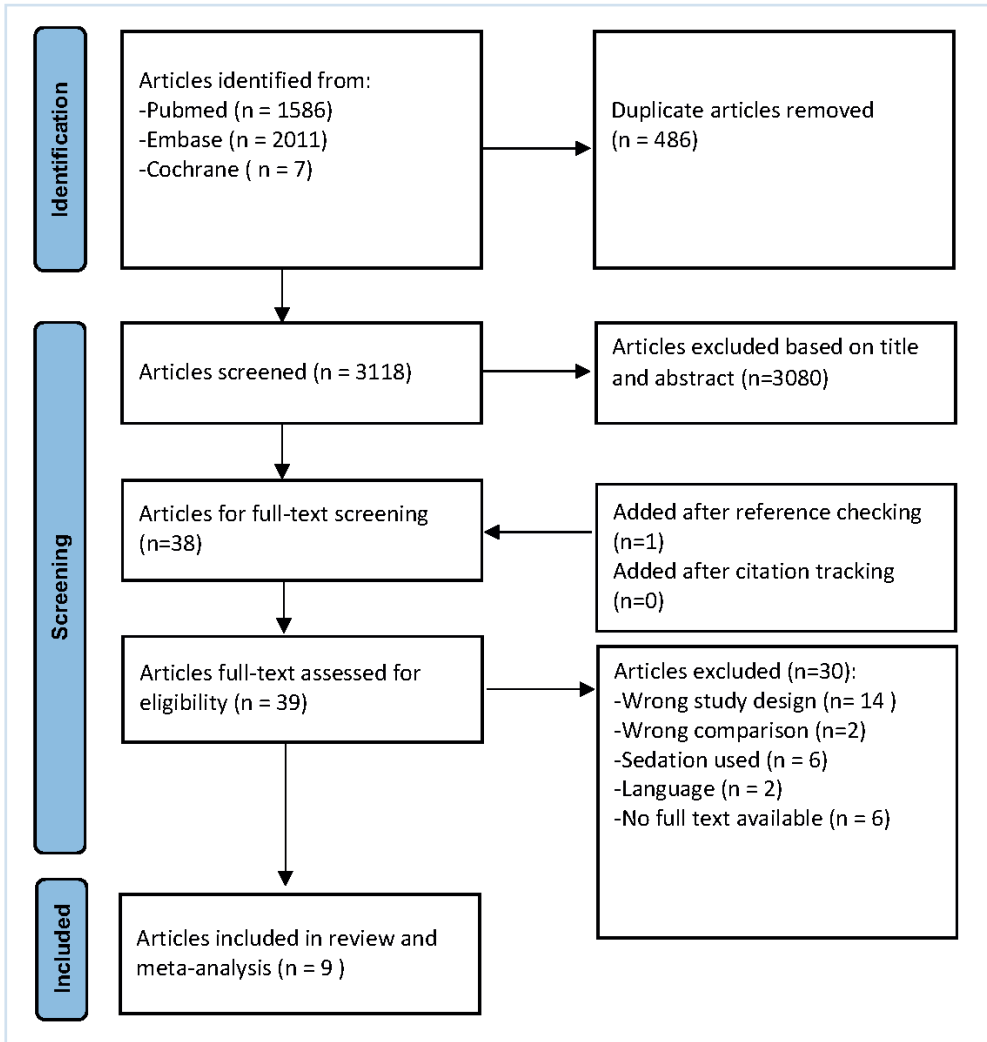 Identification
Articles identified from:
-Pubmed (n = 1586)
-Embase (n = 2011)
-Cochrane ( n = 7)
Duplicate articles removed
(n = 486)
Screening
Articles screened (n = 3118)
Articles excluded based on title
and abstract (n=3080)
Articles for full-text screening
(n=38)
Added after reference checking
(n=1)
Added after citation tracking
(n=0)
Articles full-text assessed for
eligibility (n = 39)
Articles excluded (n=30):
-Wrong study design (n= 14 )
-Wrong comparison (n=2)
-Sedation used (n = 6)
-Language (n = 2)
-No full text available (n = 6)
Included
Articles included in review and
meta-analysis (n = 9 )